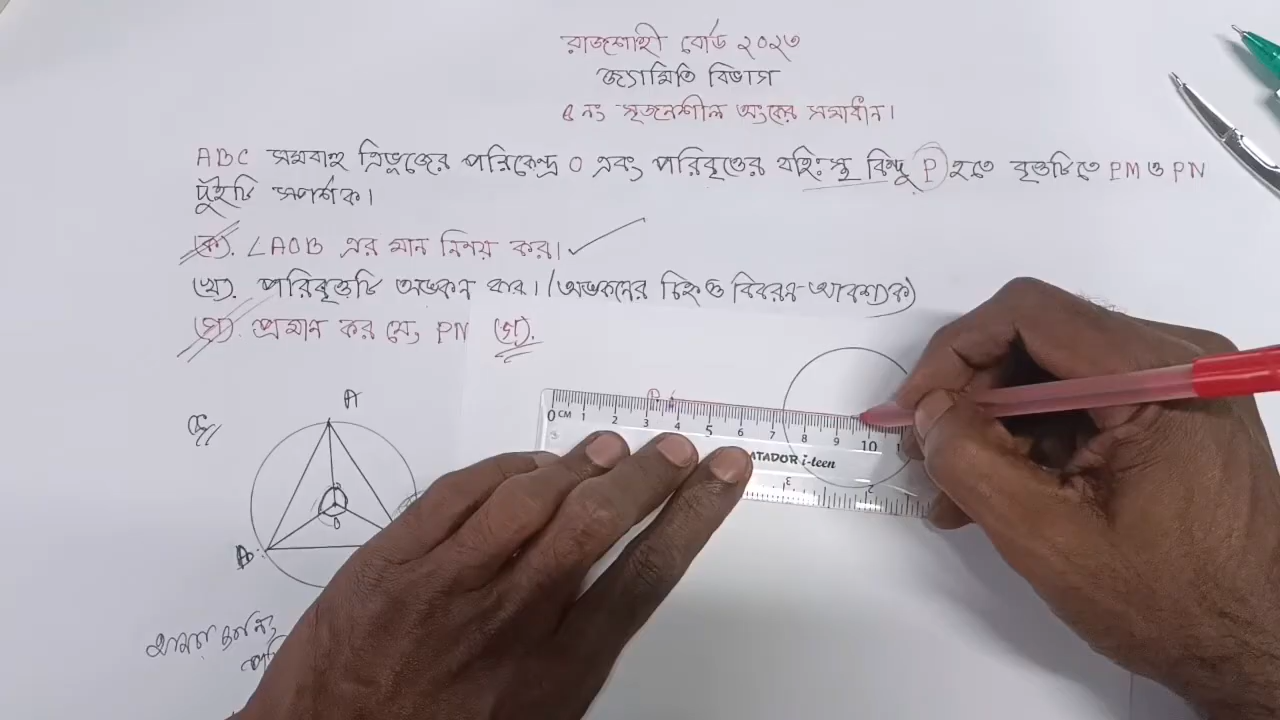 রাজশাহী বোর্ড ২০২৩
জ্যামিতি বিভাগ
৫ নং সৃজনশীল অংকের সমাধান।
ABC সমবাহু ত্রিভুজের পরিকেন্দ্র O এবং পরিবৃত্তের বহিঃস্থ বিন্দু P হতে বৃত্তটিতে PM ও PN
দুইটি স্পর্শক।
(ক). ∠AOB এর মান নির্ণয় কর।
(খ). পরিবৃত্তটি অঙ্কন কর। (অঙ্কনের চিহ্ন ও বিবরণ আবশ্যক)
(গ). প্রমান কর যে, PN (গ).
A
P
O
B
0 CM 1 2 3 4 5 6 7 8 9 10
MATADOR i-teen
3 2